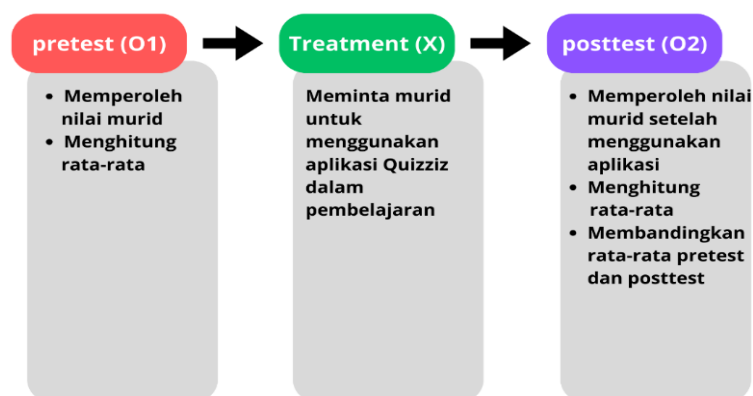 pretest (O1)
• Memperoleh
nilai murid
• Menghitung
rata-rata
Treatment (X)
Meminta murid
untuk
menggunakan
aplikasi Quizziz
dalam
pembelajaran
posttest (O2)
• Memperoleh nilai
murid setelah
menggunakan
aplikasi
• Menghitung
rata-rata
• Membandingkan
rata-rata pretest
dan posttest